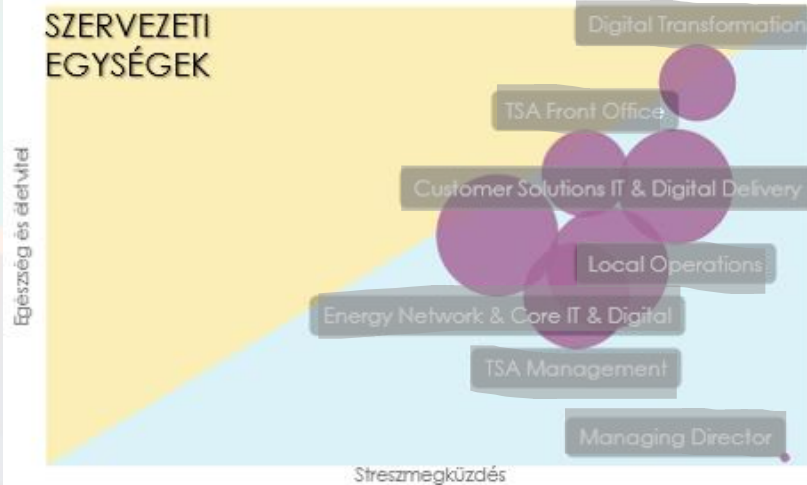 SZERVEZETI
EGYSÉGEK
Digital Transformation
TSA Front Office
Customer Solutions IT & Digital Delivery
Local Operations
Energy Network & Core IT & Digital
TSA Management
Managing Director
Egészség és életvitel
Streszmegküzdés